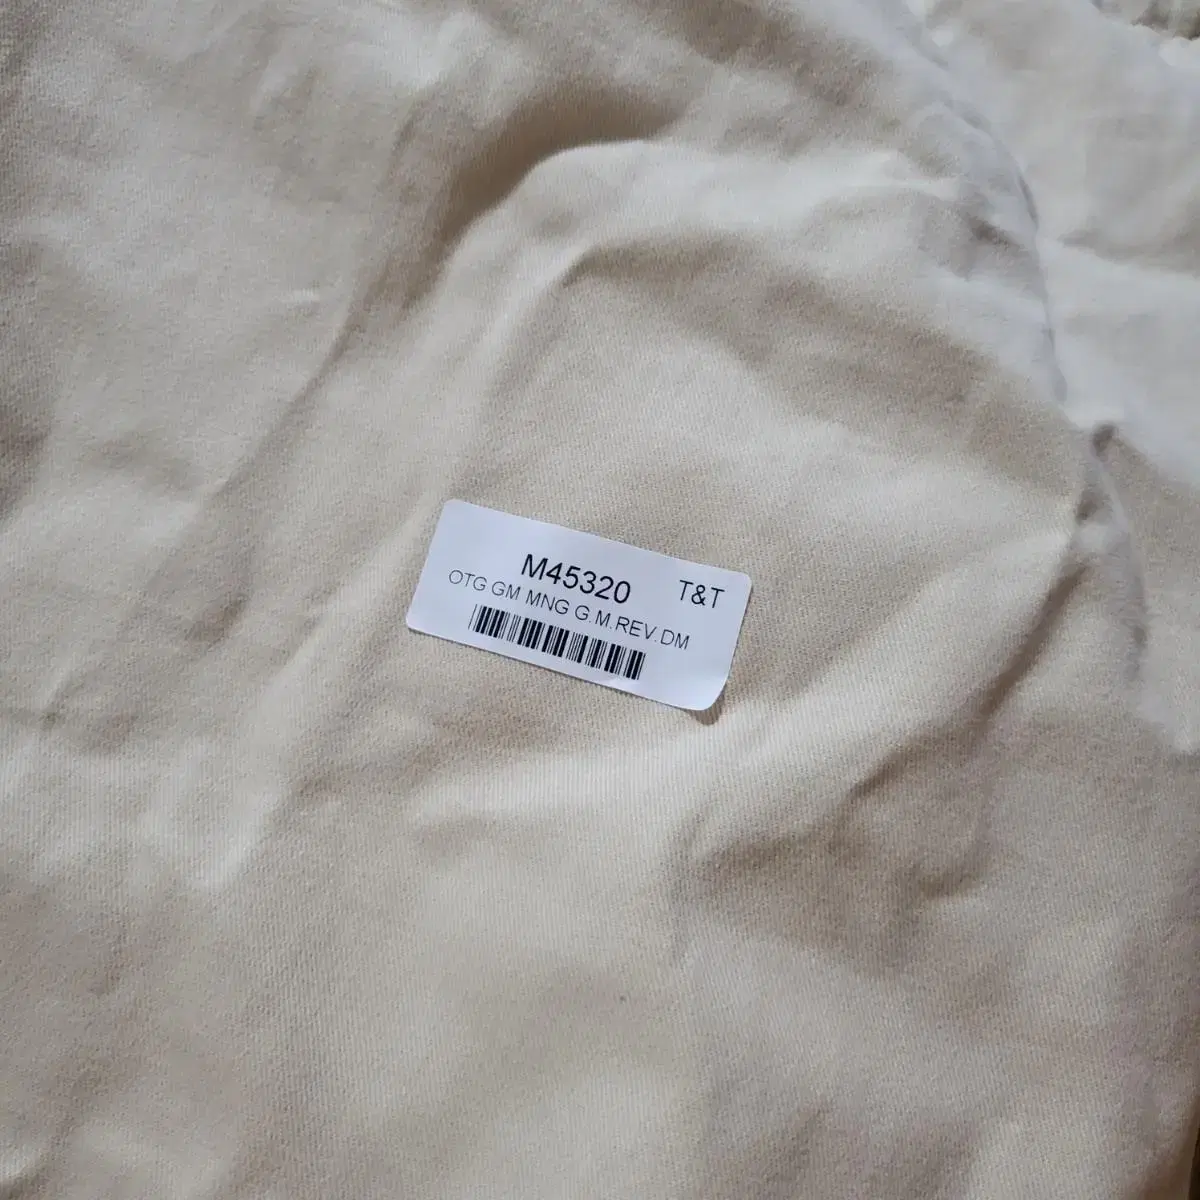 M45320 T&T
OTG GM MNG G.M.REV.DM